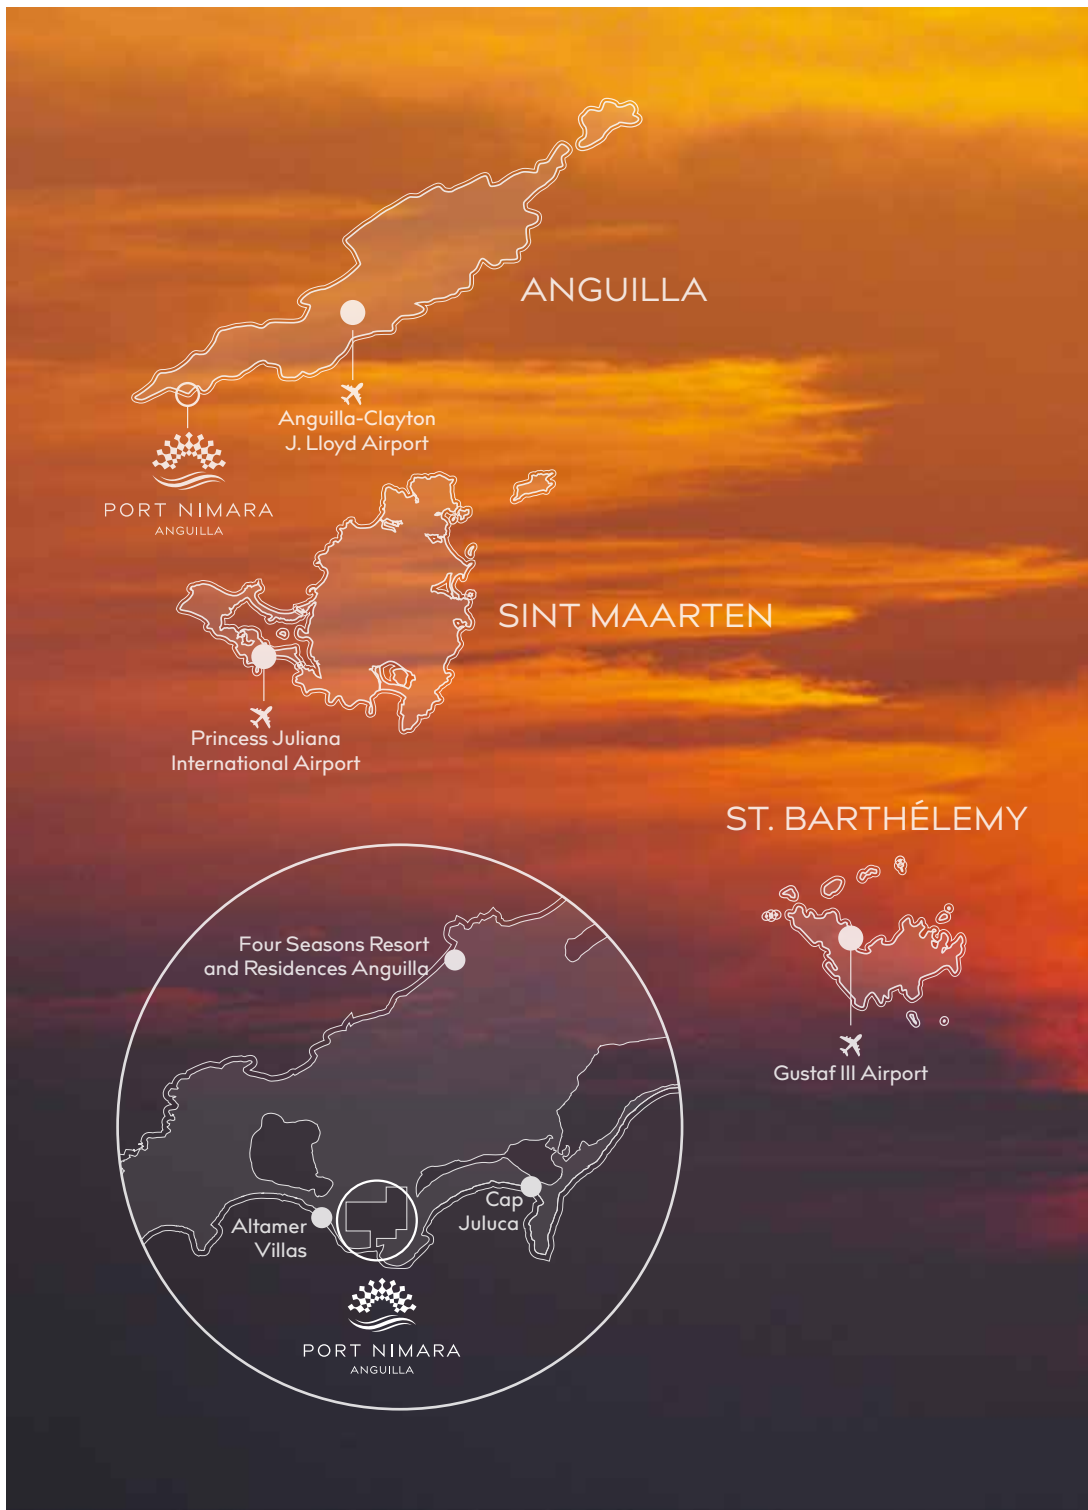 ANGUILLA
Anguilla-Clayton
J. Lloyd Airport
PORT NIMARA
ANGUILLA
SINT MAARTEN
Princess Juliana
International Airport
ST. BARTHÉLEMY
Gustaf III Airport
Four Seasons Resort
and Residences Anguilla
Cap
Juluca
Altamer
Villas
PORT NIMARA
ANGUILLA